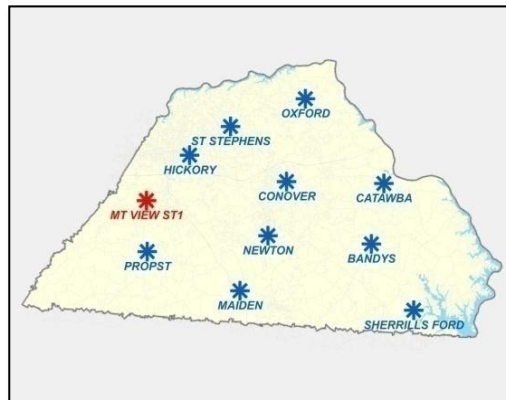 OXFORD
ST STEPHENS
HICKORY
CONOVER
CATAWBA
MT VIEW ST1
NEWTON
BANDYS
PROPST
MAIDEN
SHERRILLS FORD